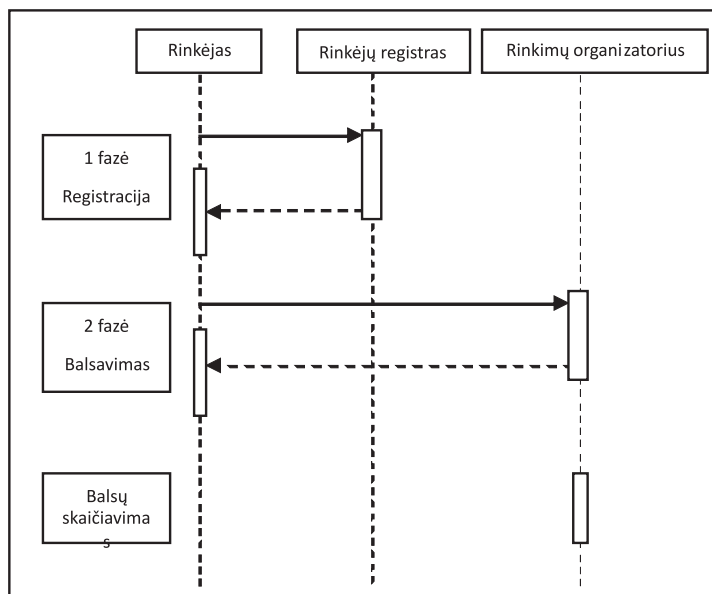 Rinkėjas
Rinkėjų registras
Rinkimų organizatorius
1 fazė
Registracija
2 fazė
Balsavimas
Balsų
skaičiavima
s